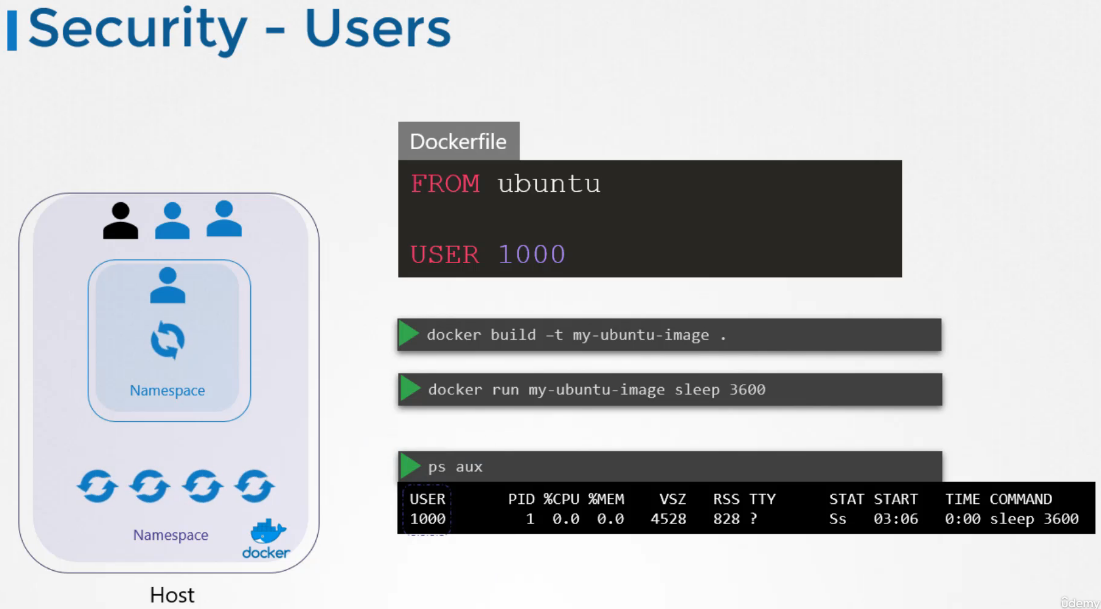 Security - Users
Dockerfile
FROM ubuntu
USER 1000
docker build –t my-ubuntu-image .
docker run my-ubuntu-image sleep 3600
ps aux
USER PID %CPU %MEM VSZ RSS TTY STAT START TIME COMMAND
1000 1 0.0 0.0 4528 828 ? Ss 03:06 0:00 sleep 3600
Namespace
Namespace
docker
Host
ûdemy